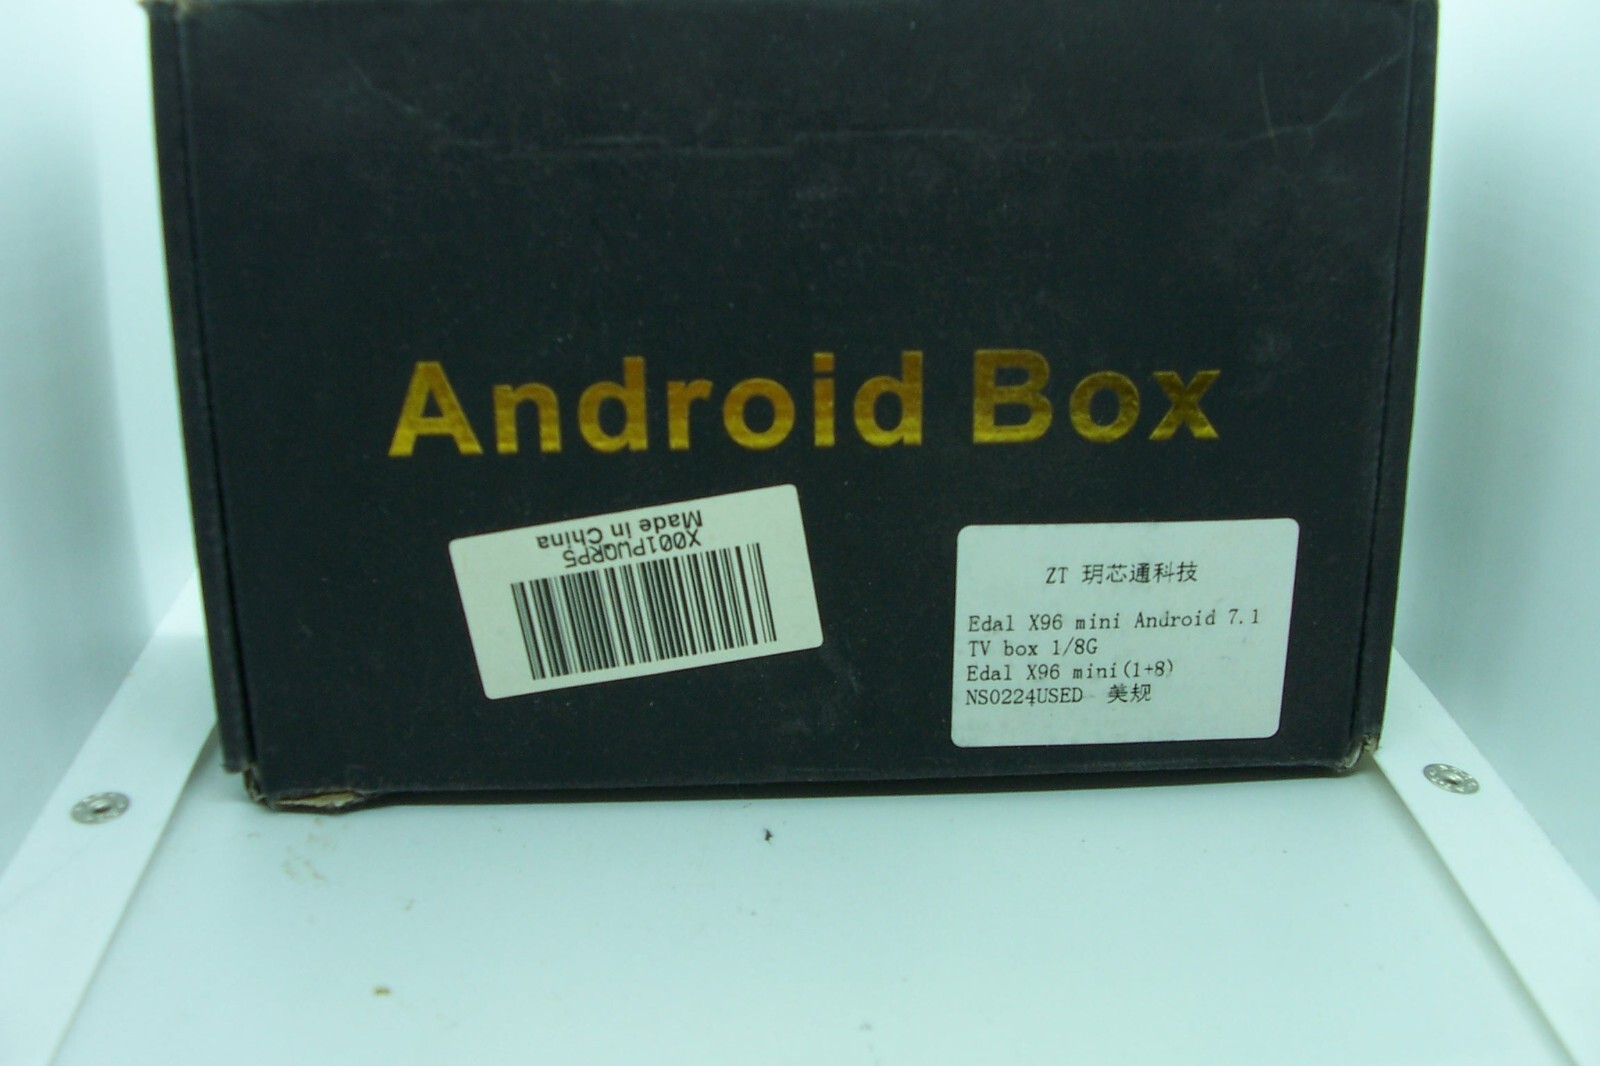 Android Box
Made in China
X001PWQRP5
ZT 玥芯通科技
Edal X96 mini Android 7.1
TV box 1/8G
Edal X96 mini(1+8)
NS0224USED 美规